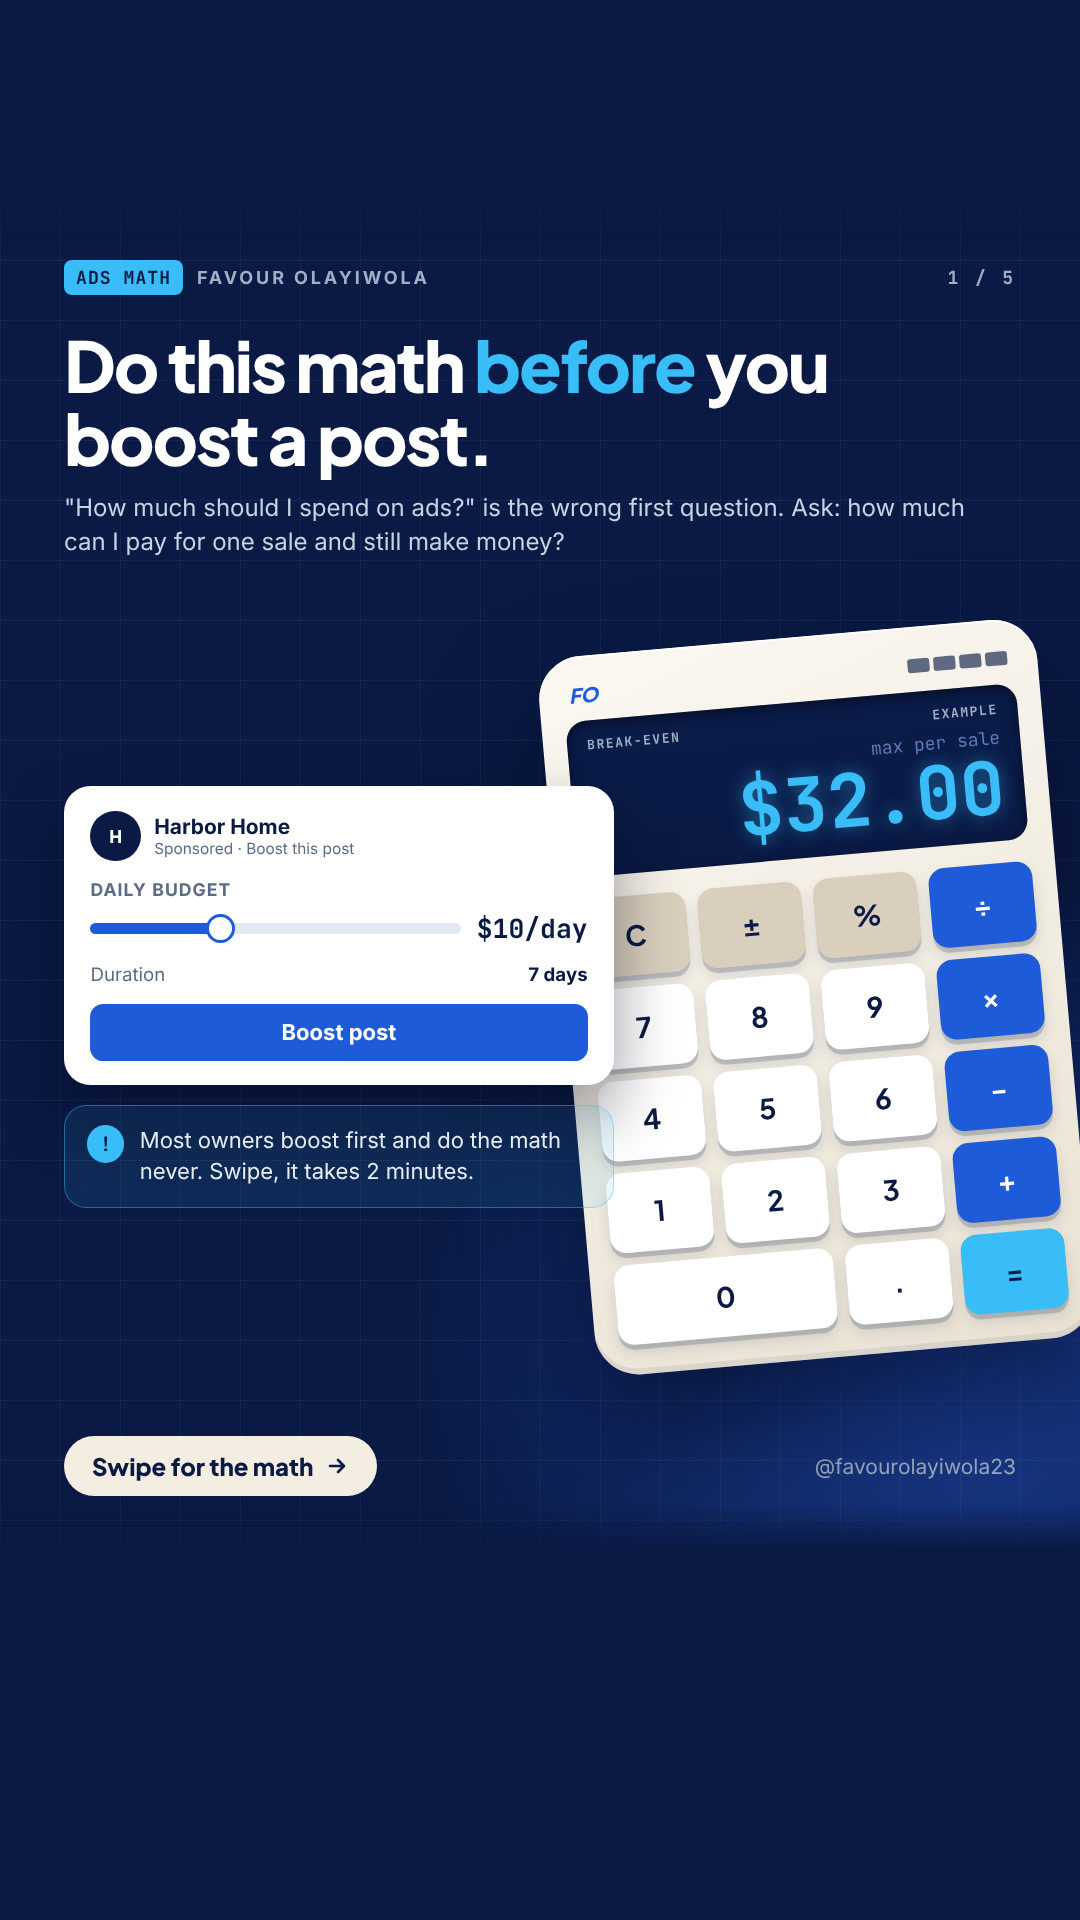 ADS MATH FAVOUR OLAYIWOLA 1 / 5
Do this math before you
boost a post.
"How much should I spend on ads?" is the wrong first question. Ask: how much
can I pay for one sale and still make money?
FO
BREAK-EVEN EXAMPLE
max per sale
$32.00
H Harbor Home
Sponsored · Boost this post
DAILY BUDGET
$10/day
Duration 7 days
Boost post
! Most owners boost first and do the math
never. Swipe, it takes 2 minutes.
C ± % ÷
7 8 9 ×
4 5 6 −
1 2 3 +
0 . =
Swipe for the math →
@favourolayiwola23